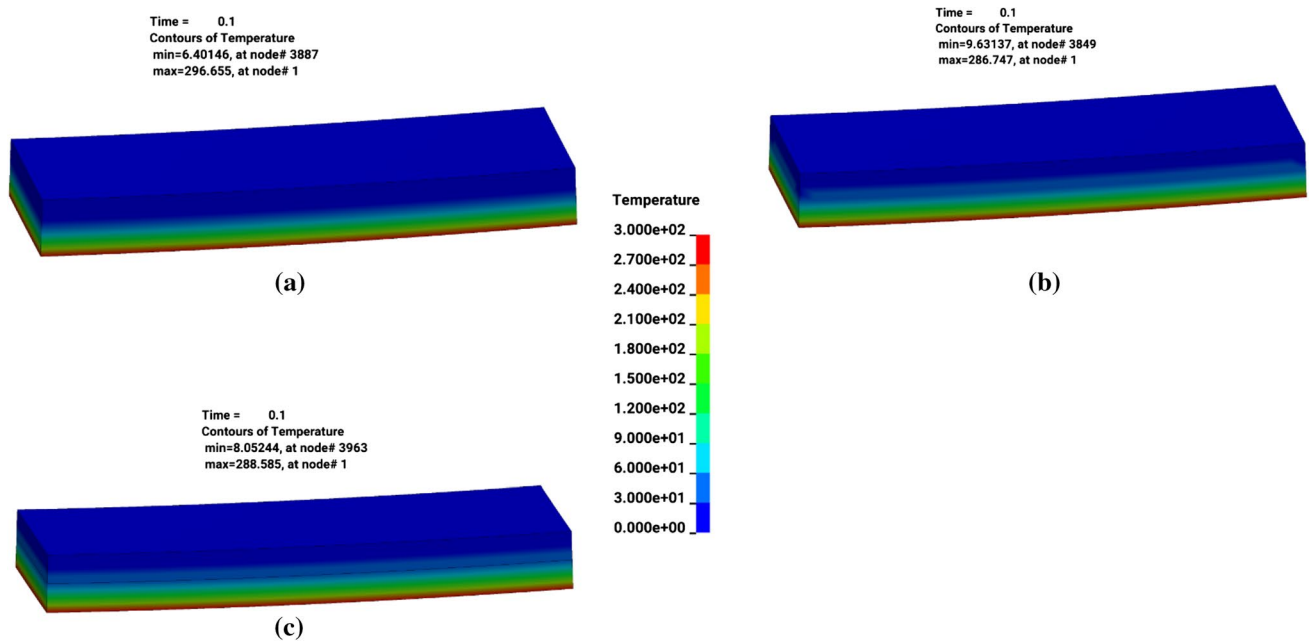 Time =     0.1
Contours of Temperature
min=6.40146, at node# 3887
max=296.655, at node# 1
(a)
Time =     0.1
Contours of Temperature
min=9.63137, at node# 3849
max=286.747, at node# 1
(b)
Temperature
3.000e+02
2.700e+02
2.400e+02
2.100e+02
1.800e+02
1.500e+02
1.200e+02
9.000e+01
6.000e+01
3.000e+01
0.000e+00
Time =     0.1
Contours of Temperature
min=8.05244, at node# 3963
max=288.585, at node# 1
(c)